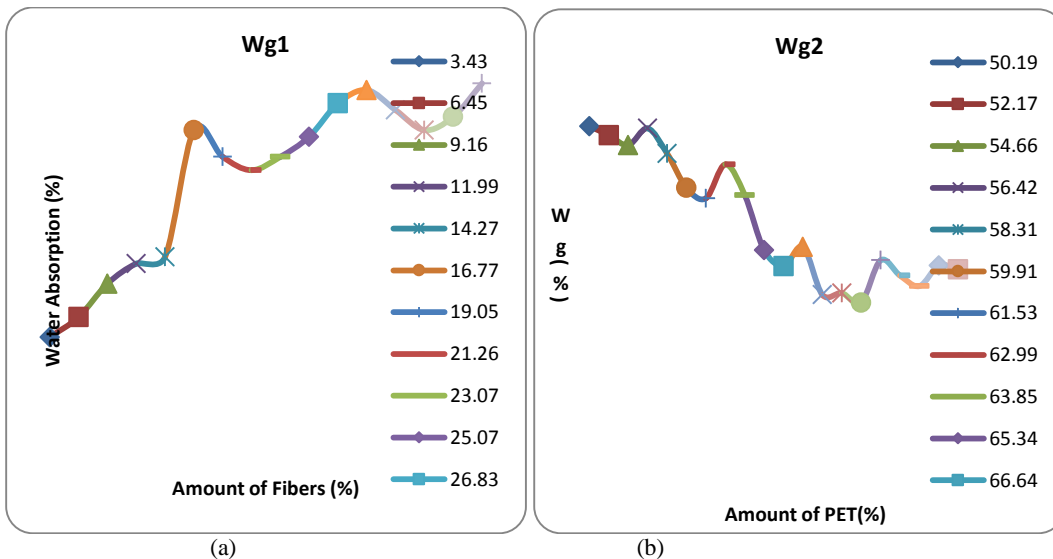 Wg1
3.43
6.45
9.16
11.99
14.27
16.77
19.05
21.26
23.07
25.07
26.83
Water Absorption (%)
Amount of Fibers (%)
(a)
Wg2
50.19
52.17
54.66
56.42
58.31
59.91
61.53
62.99
63.85
65.34
66.64
W
g
(%)
Amount of PET(%)
(b)